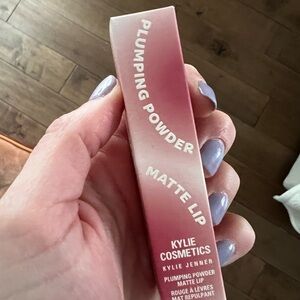 PLUMPING POWDER
MATTE LIP
KYLIE
COSMETICS
KYLIE JENNER
PLUMPING POWDER
MATTE LIP
ROUGE À LÈVRES
MAT REPULPANT